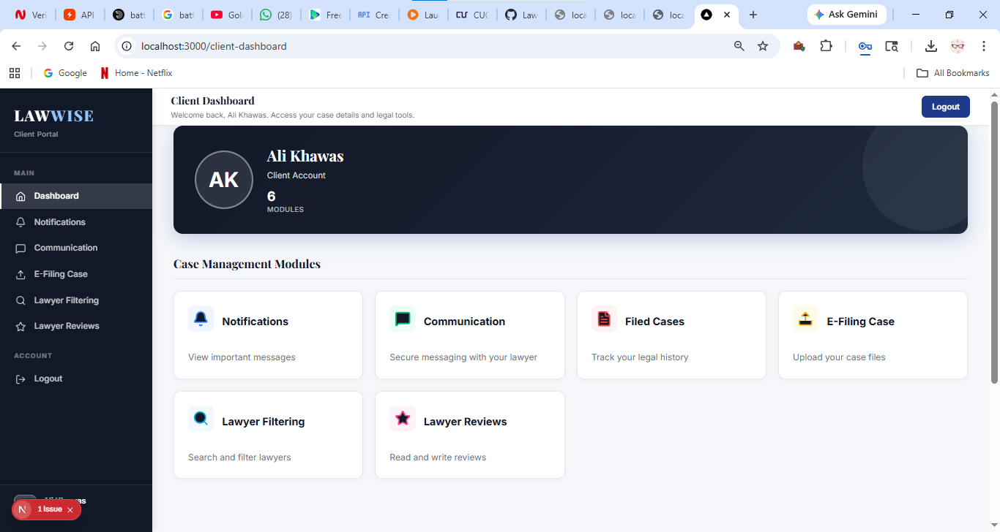 Veri
API
batt
batt
Gold
(28)
Free
API Crea
Laud
CUC
Law
loca
loca
loca
Ask Gemini
localhost:3000/client-dashboard
Google
Home - Netflix
All Bookmarks
LAWWISE
Client Portal
MAIN
Dashboard
Notifications
Communication
E-Filing Case
Lawyer Filtering
Lawyer Reviews
ACCOUNT
Logout
N 1 Issue
Client Dashboard
Welcome back, Ali Khawas. Access your case details and legal tools.
Logout
AK
Ali Khawas
Client Account
6
MODULES
Case Management Modules
Notifications
View important messages
Communication
Secure messaging with your lawyer
Filed Cases
Track your legal history
E-Filing Case
Upload your case files
Lawyer Filtering
Search and filter lawyers
Lawyer Reviews
Read and write reviews